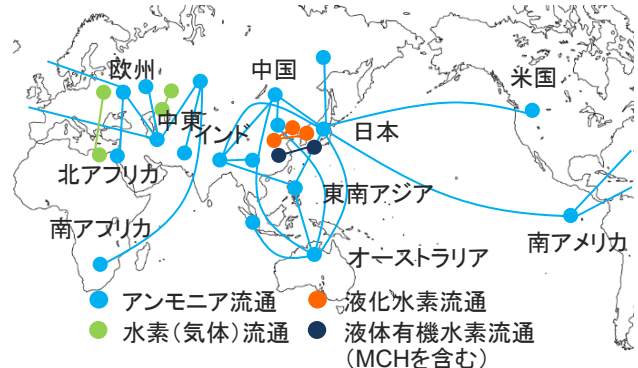 欧州
中国
米国
中東
インド
日本
北アフリカ
東南アジア
南アフリカ
南アメリカ
オーストラリア
アンモニア流通
液化水素流通
水素(気体)流通
液体有機水素流通
(MCHを含む)